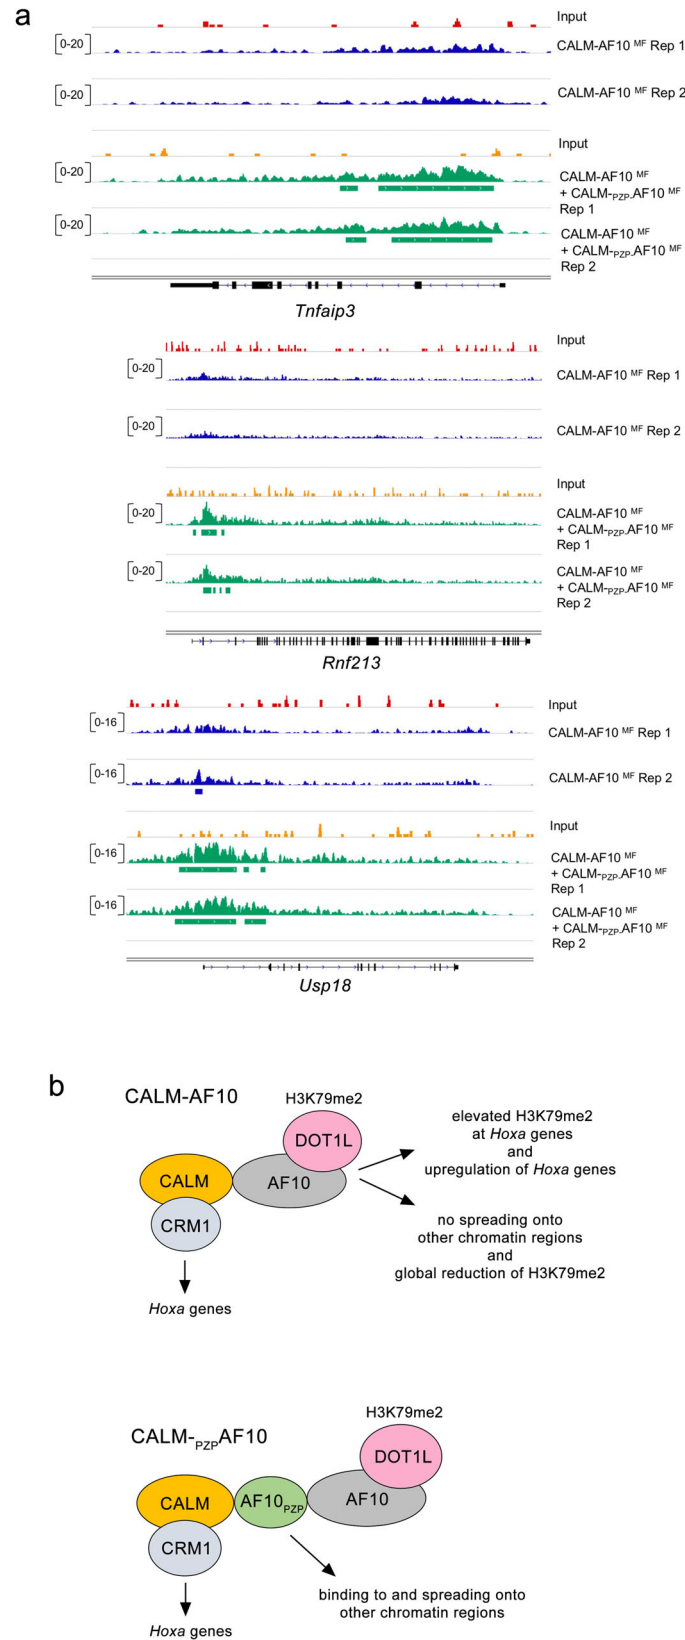 a
Input
[0-20]
CALM-AF10 MF Rep 1
[0-20]
CALM-AF10 MF Rep 2
Input
[0-20]
CALM-AF10 MF
+ CALM-PZP.AF10 MF
Rep 1
[0-20]
CALM-AF10 MF
+ CALM-PZP.AF10 MF
Rep 2
Tnfaip3
Input
[0-20]
CALM-AF10 MF Rep 1
[0-20]
CALM-AF10 MF Rep 2
Input
[0-20]
CALM-AF10 MF
+ CALM-PZP.AF10 MF
Rep 1
[0-20]
CALM-AF10 MF
+ CALM-PZP.AF10 MF
Rep 2
Rnf213
Input
[0-16]
CALM-AF10 MF Rep 1
[0-16]
CALM-AF10 MF Rep 2
Input
[0-16]
CALM-AF10 MF
+ CALM-PZP.AF10 MF
Rep 1
[0-16]
CALM-AF10 MF
+ CALM-PZP.AF10 MF
Rep 2
Usp18
b
CALM-AF10
H3K79me2
DOT1L
CALM
AF10
CRM1
Hoxa genes
elevated H3K79me2
at Hoxa genes
and
upregulation of Hoxa genes
no spreading onto
other chromatin regions
and
global reduction of H3K79me2
CALM-PZPAF10
H3K79me2
DOT1L
CALM
AF10PZP
AF10
CRM1
Hoxa genes
binding to and spreading onto
other chromatin regions